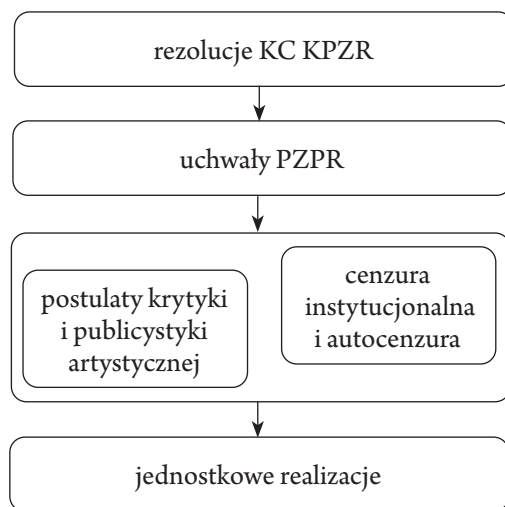 rezolucje KC KPZR
uchwały PZPR
postulaty krytyki
i publicystyki
artystycznej
cenzura
instytucjonalna
i autocenzura
jednostkowe realizacje